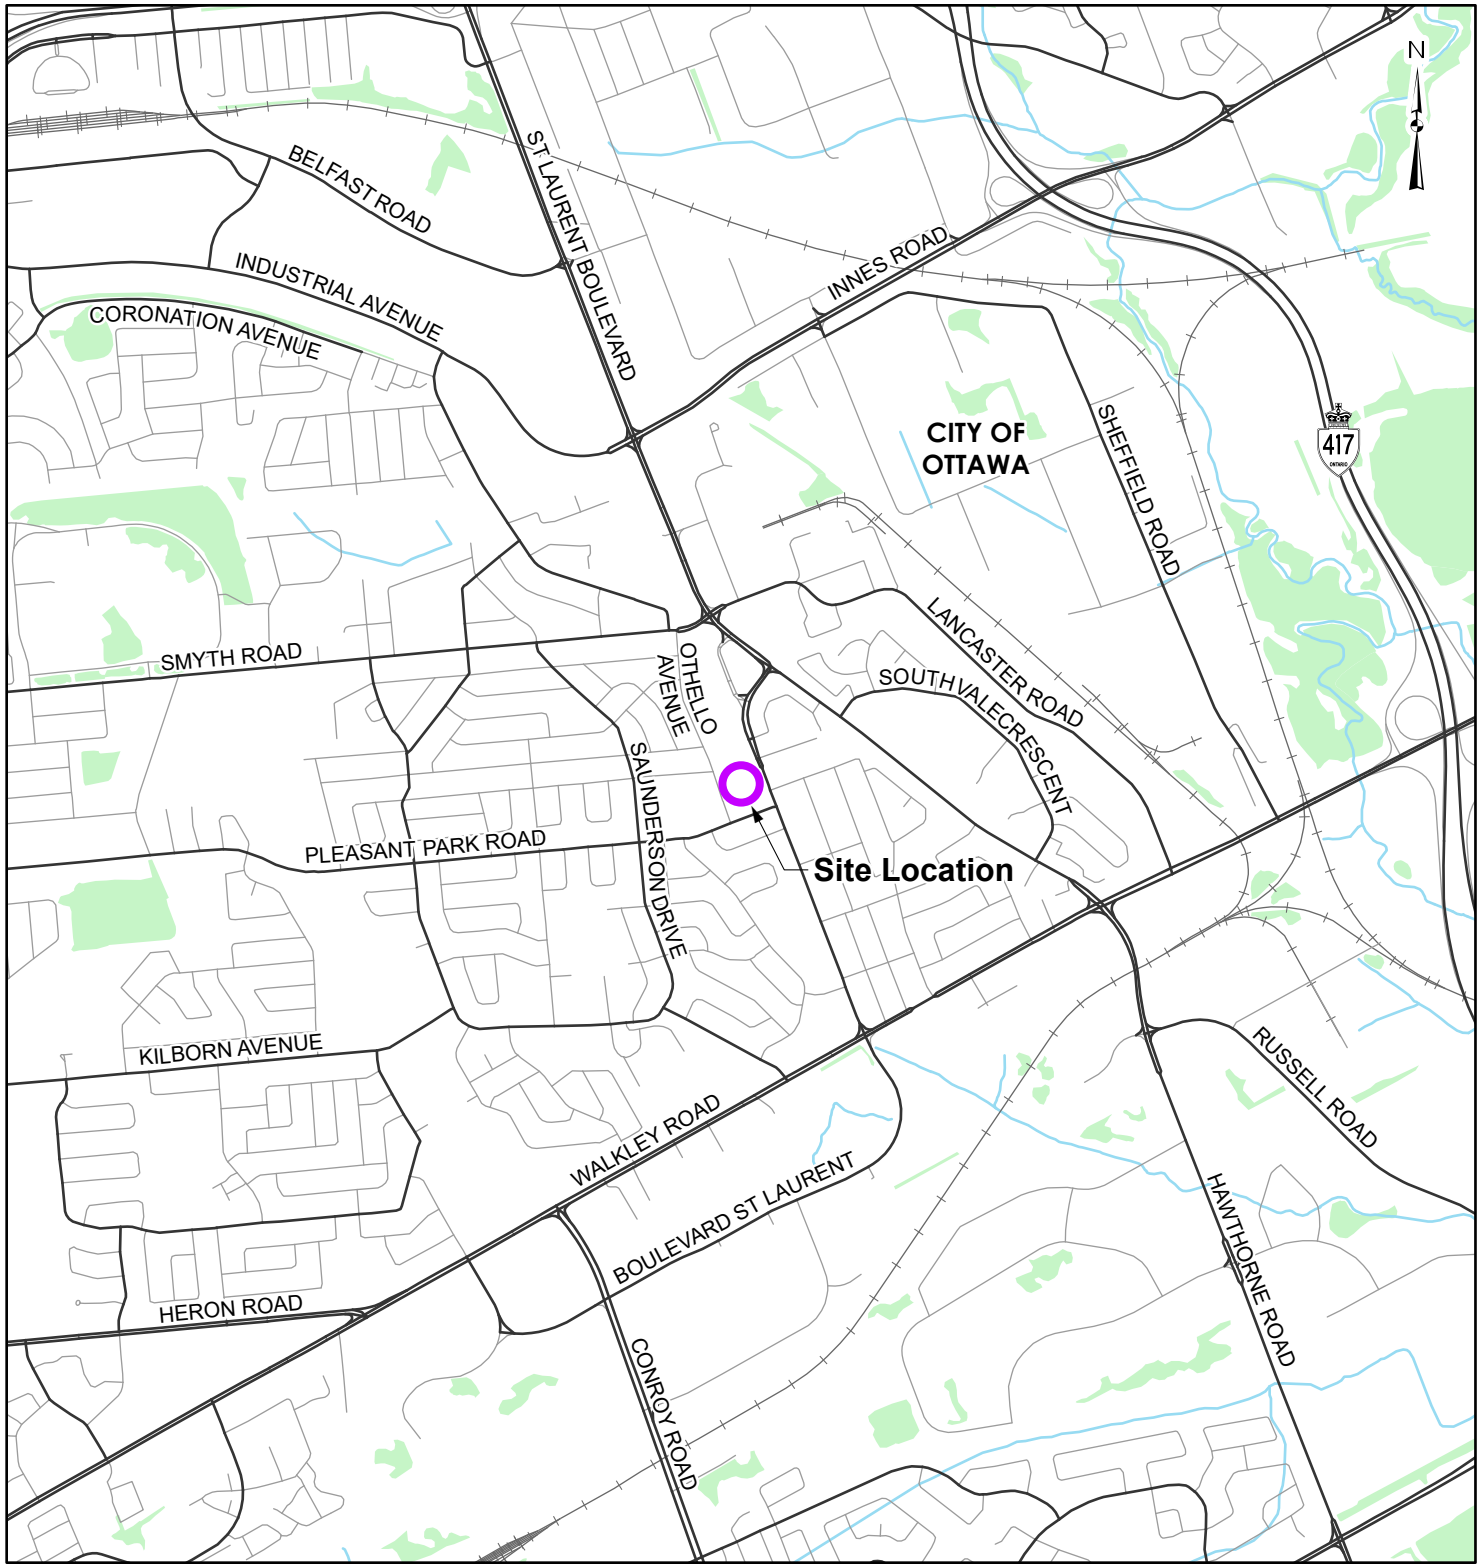 N
BELFAST ROAD
ST LAURENT BOULEVARD
INNES ROAD
INDUSTRIAL AVENUE
CORONATION AVENUE
CITY OF
OTTAWA
SHEFFIELD ROAD
417
ONTARIO
LANCASTER ROAD
SMYTH ROAD
OTHELLO
AVENUE
SOUTHVALE CRESCENT
SAUNDERSON DRIVE
PLEASANT PARK ROAD
Site Location
KILBORN AVENUE
RUSSELL ROAD
WALKLEY ROAD
BOULEVARD ST LAURENT
HAWTHORNE ROAD
HERON ROAD
CONROY ROAD